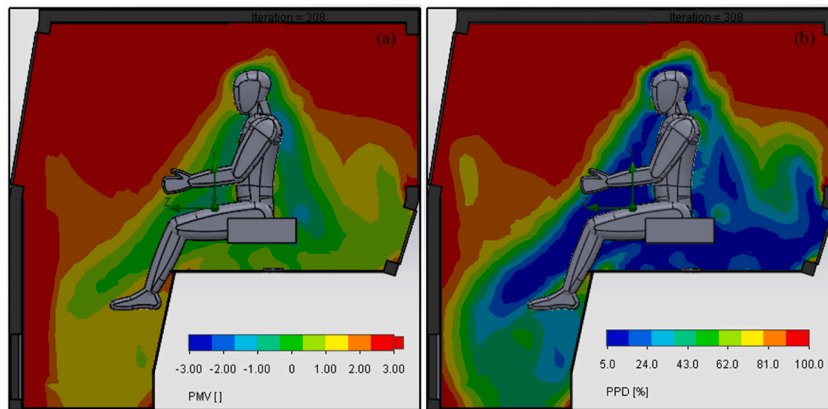 Iteration = 308
(a)
Z
Y
-3.00 -2.00 -1.00 0 1.00 2.00 3.00
PMV [ ]
Iteration = 308
(b)
5.0 24.0 43.0 62.0 81.0 100.0
PPD [%]